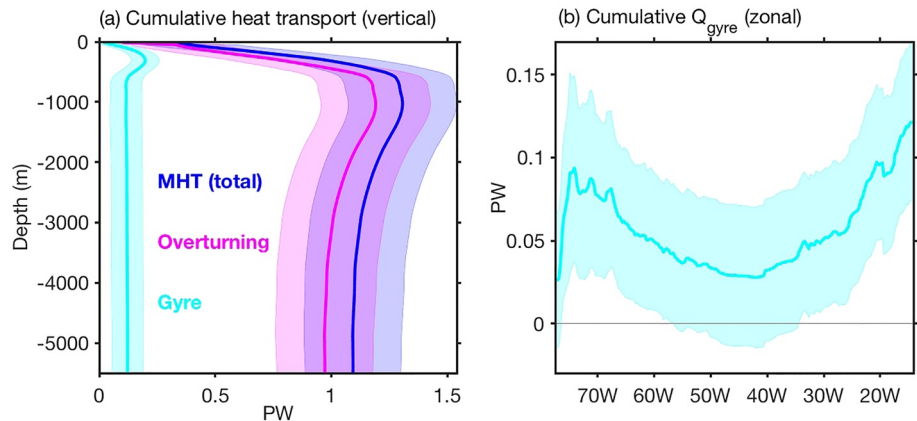 (a) Cumulative heat transport (vertical)
0
-1000
-2000
-3000
-4000
-5000
Depth (m)
MHT (total)
Overturning
Gyre
0
0.5
1
1.5
PW
(b) Cumulative Qgyre (zonal)
0.15
0.1
0.05
0
PW
70W
60W
50W
40W
30W
20W